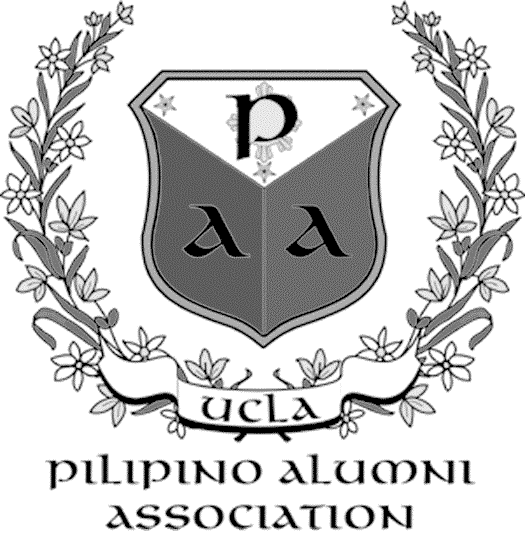 p
a a
UCLA
PILIPINO ALUMNI
ASSOCIATION